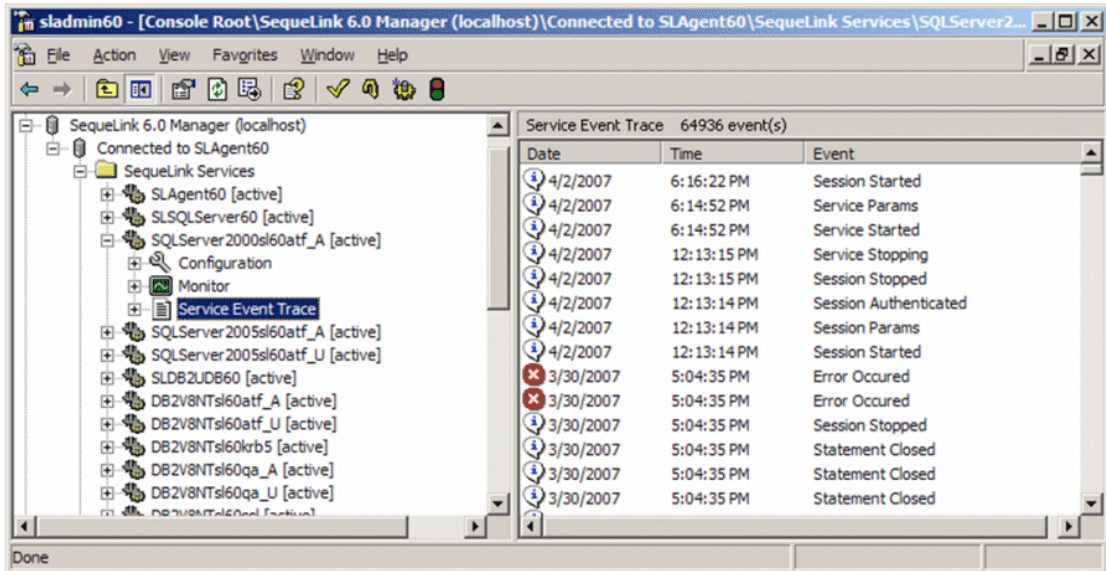 sladmin60 - [Console Root\SequeLink 6.0 Manager (localhost)\Connected to SLAgent60\SequeLink Services\SQLServer2...
File Action View Favorites Window Help
SequeLink 6.0 Manager (localhost)
Connected to SLAgent60
SequeLink Services
SLAgent60 [active]
SLSQLServer60 [active]
SQLServer2000sl60atf_A [active]
Configuration
Monitor
Service Event Trace
SQLServer2005sl60atf_A [active]
SQLServer2005sl60atf_U [active]
SLDB2UDB60 [active]
DB2V8NTsl60atf_A [active]
DB2V8NTsl60atf_U [active]
DB2V8NTsl60krb5 [active]
DB2V8NTsl60qa_A [active]
DB2V8NTsl60qa_U [active]
DB2V8NTsl60ssl [active]
Service Event Trace 64936 event(s)
Date Time Event
4/2/2007 6:16:22 PM Session Started
4/2/2007 6:14:52 PM Service Params
4/2/2007 6:14:52 PM Service Started
4/2/2007 12:13:15 PM Service Stopping
4/2/2007 12:13:15 PM Session Stopped
4/2/2007 12:13:14 PM Session Authenticated
4/2/2007 12:13:14 PM Session Params
4/2/2007 12:13:14 PM Session Started
3/30/2007 5:04:35 PM Error Occured
3/30/2007 5:04:35 PM Error Occured
3/30/2007 5:04:35 PM Session Stopped
3/30/2007 5:04:35 PM Statement Closed
3/30/2007 5:04:35 PM Statement Closed
3/30/2007 5:04:35 PM Statement Closed
Done